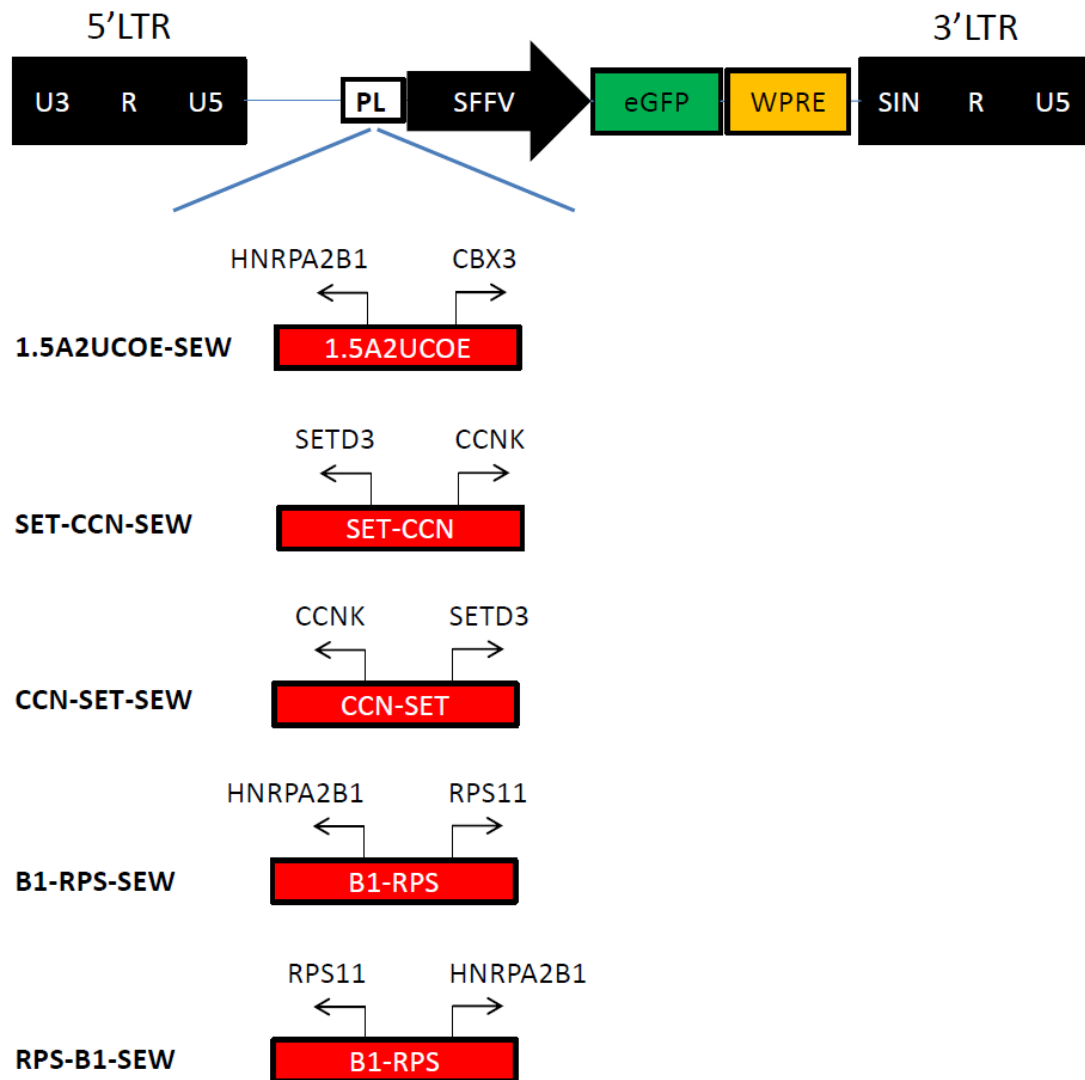 5'LTR 3'LTR
U3 R U5 PL SFFV eGFP WPRE SIN R U5
HNRPA2B1 CBX3
1.5A2UCOE-SEW 1.5A2UCOE
SETD3 CCNK
SET-CCN-SEW SET-CCN
CCNK SETD3
CCN-SET-SEW CCN-SET
HNRPA2B1 RPS11
B1-RPS-SEW B1-RPS
RPS11 HNRPA2B1
RPS-B1-SEW B1-RPS